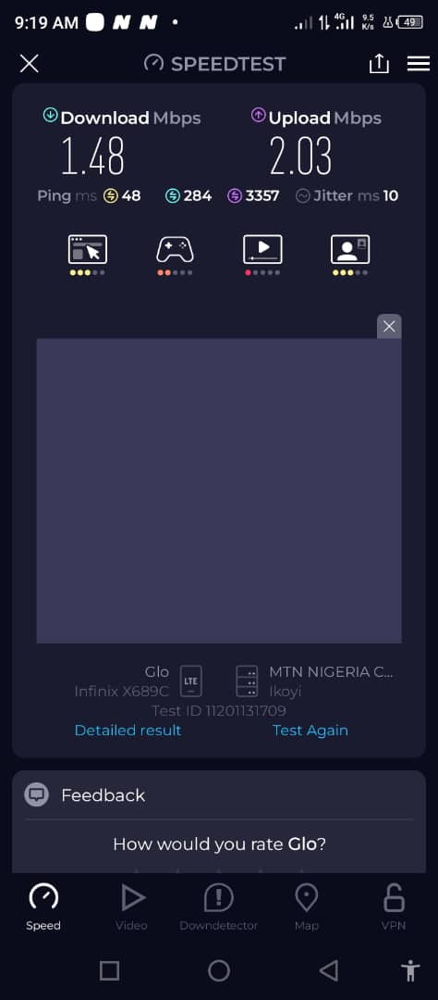 9:19 AM N N • 4G 9.5 K/s 49
SPEEDTEST
Download Mbps Upload Mbps
1.48 2.03
Ping ms 48 284 3357 Jitter ms 10
Glo MTN NIGERIA C...
LTE
Infinix X689C Ikoyi
Test ID 11201131709
Detailed result Test Again
Feedback
How would you rate Glo?
Speed Video Downdetector Map VPN